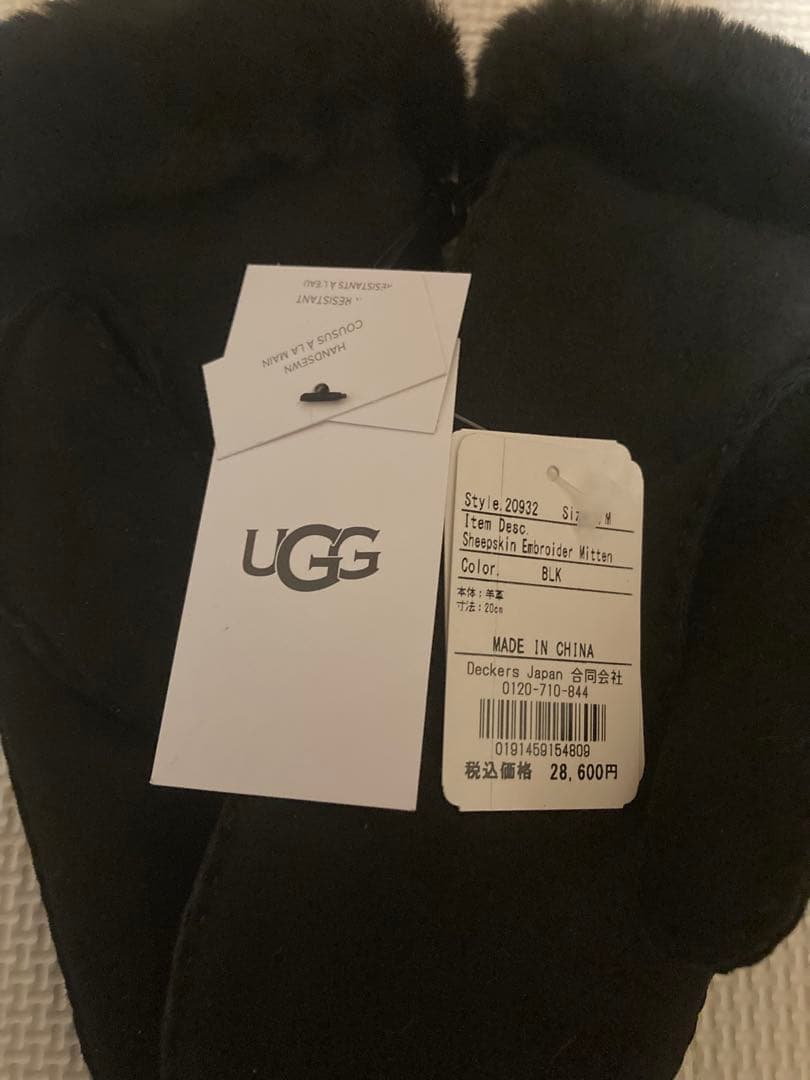 RESISTANTS À L'EAU
RESISTANT
COUSUS À LA MAIN
HANDSEWN
UGG
Style.20932 M
Item Desc.
Sheepskin Embroider Mitten
Color. BLK
本体:羊革
寸法:20cm
MADE IN CHINA
Deckers Japan 合同会社
0120-710-844
0191459154809
税込価格 28,600円